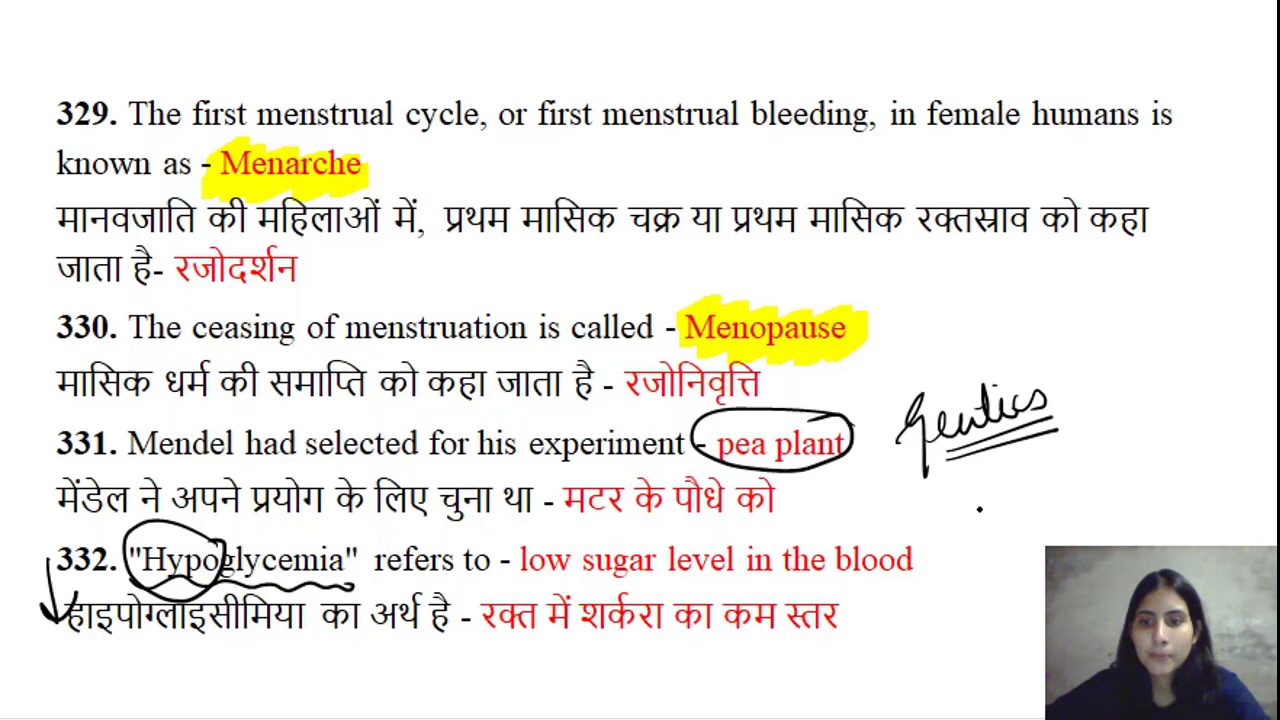 329. The first menstrual cycle, or first menstrual bleeding, in female humans is
known as - Menarche
मानवजाति की महिलाओं में, प्रथम मासिक चक्र या प्रथम मासिक रक्तस्राव को कहा
जाता है- रजोदर्शन
330. The ceasing of menstruation is called - Menopause
मासिक धर्म की समाप्ति को कहा जाता है - रजोनिवृत्ति
Genetics
331. Mendel had selected for his experiment - pea plant
मेंडेल ने अपने प्रयोग के लिए चुना था - मटर के पौधे को
332. "Hypoglycemia" refers to - low sugar level in the blood
हाइपोग्लाइसीमिया का अर्थ है - रक्त में शर्करा का कम स्तर